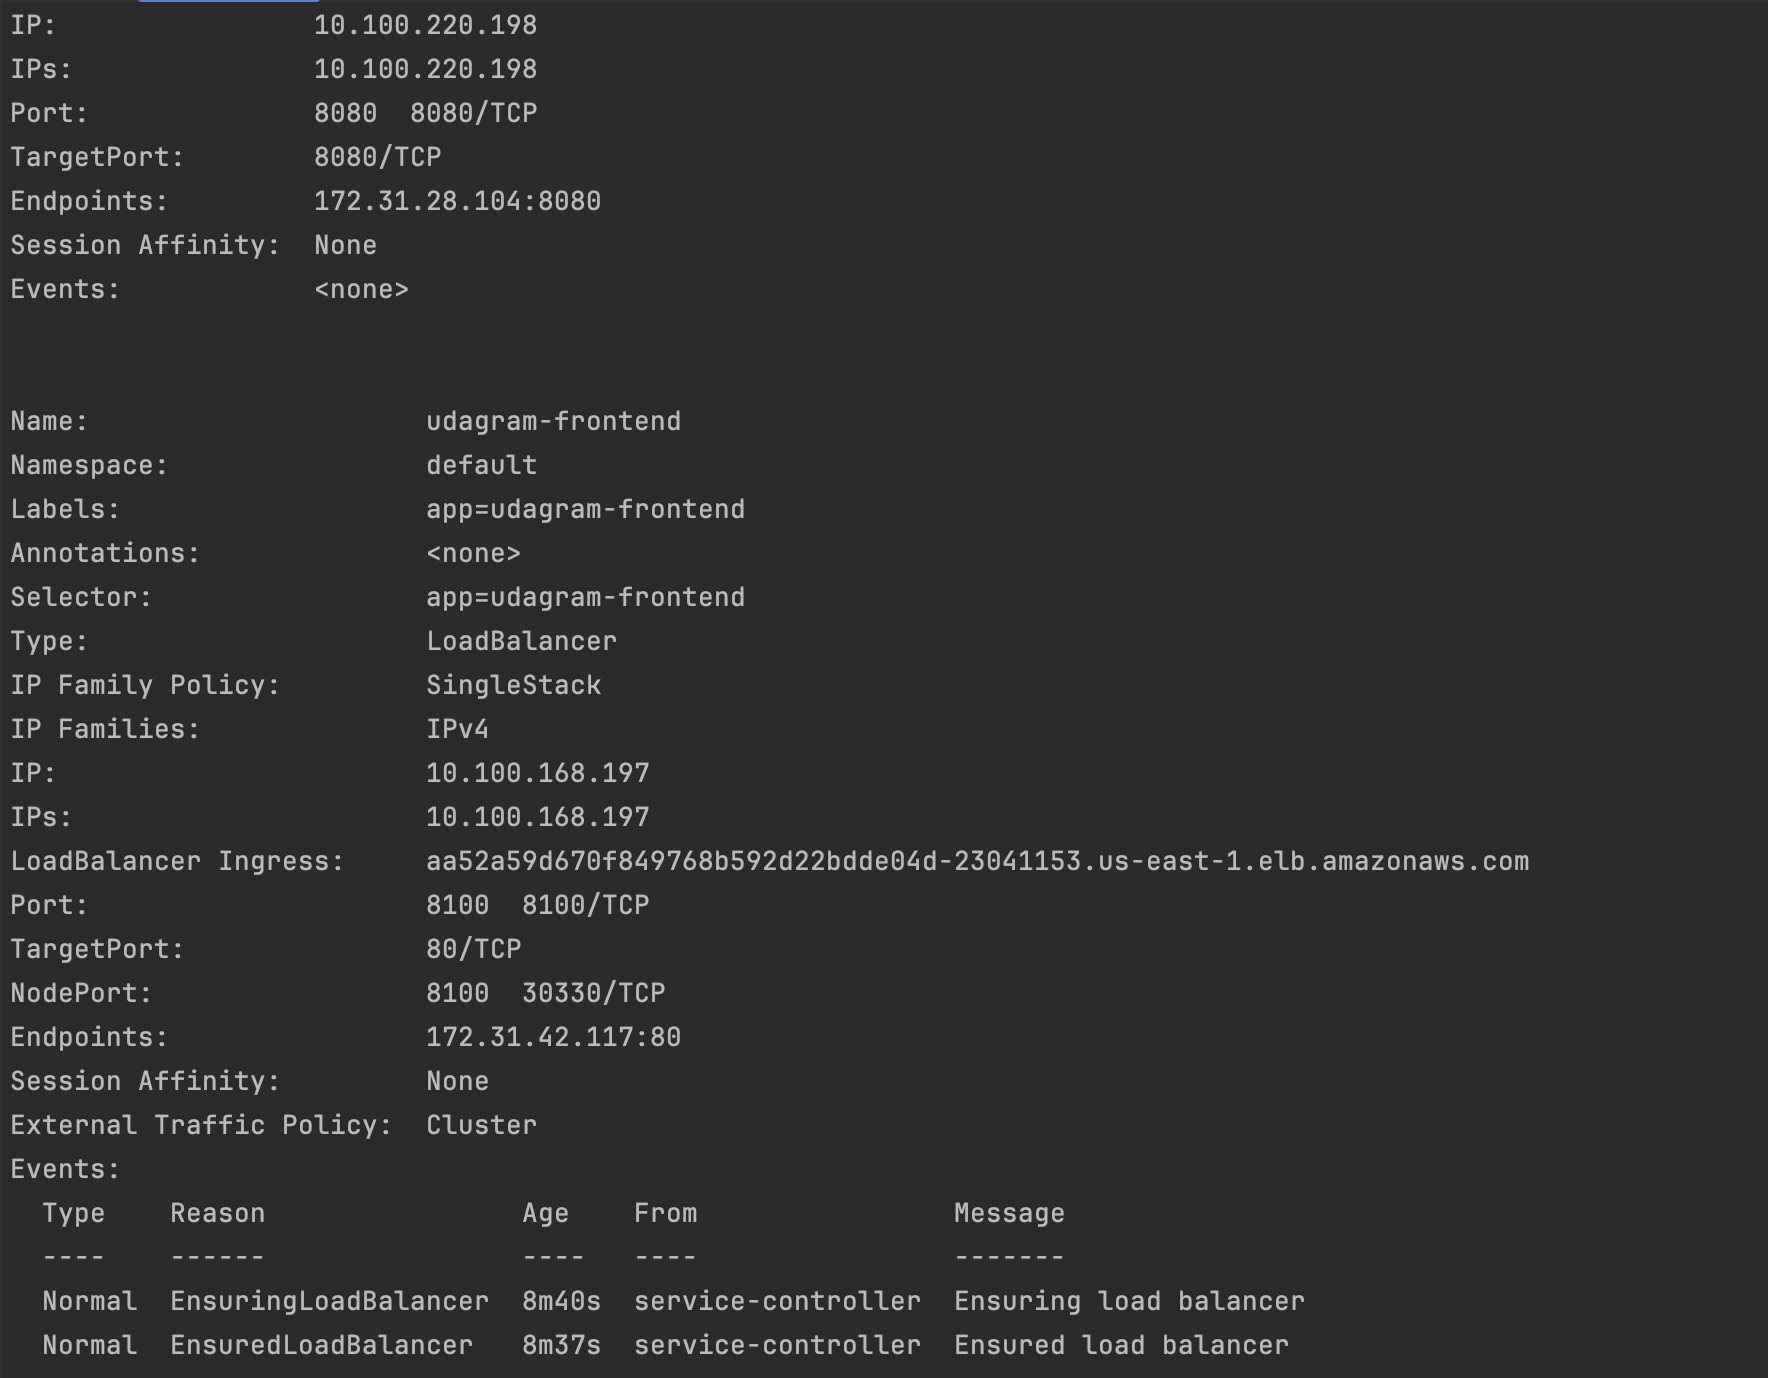 IP:                10.100.220.198
IPs:               10.100.220.198
Port:              8080  8080/TCP
TargetPort:        8080/TCP
Endpoints:         172.31.28.104:8080
Session Affinity:  None
Events:            <none>
Name:                     udagram-frontend
Namespace:                default
Labels:                   app=udagram-frontend
Annotations:              <none>
Selector:                 app=udagram-frontend
Type:                     LoadBalancer
IP Family Policy:         SingleStack
IP Families:              IPv4
IP:                       10.100.168.197
IPs:                      10.100.168.197
LoadBalancer Ingress:     aa52a59d670f849768b592d22bdde04d-23041153.us-east-1.elb.amazonaws.com
Port:                     8100  8100/TCP
TargetPort:               80/TCP
NodePort:                 8100  30330/TCP
Endpoints:                172.31.42.117:80
Session Affinity:         None
External Traffic Policy:  Cluster
Events:
  Type    Reason                Age    From                Message
  ----    ------                ----   ----                -------
  Normal  EnsuringLoadBalancer  8m40s  service-controller  Ensuring load balancer
  Normal  EnsuredLoadBalancer   8m37s  service-controller  Ensured load balancer